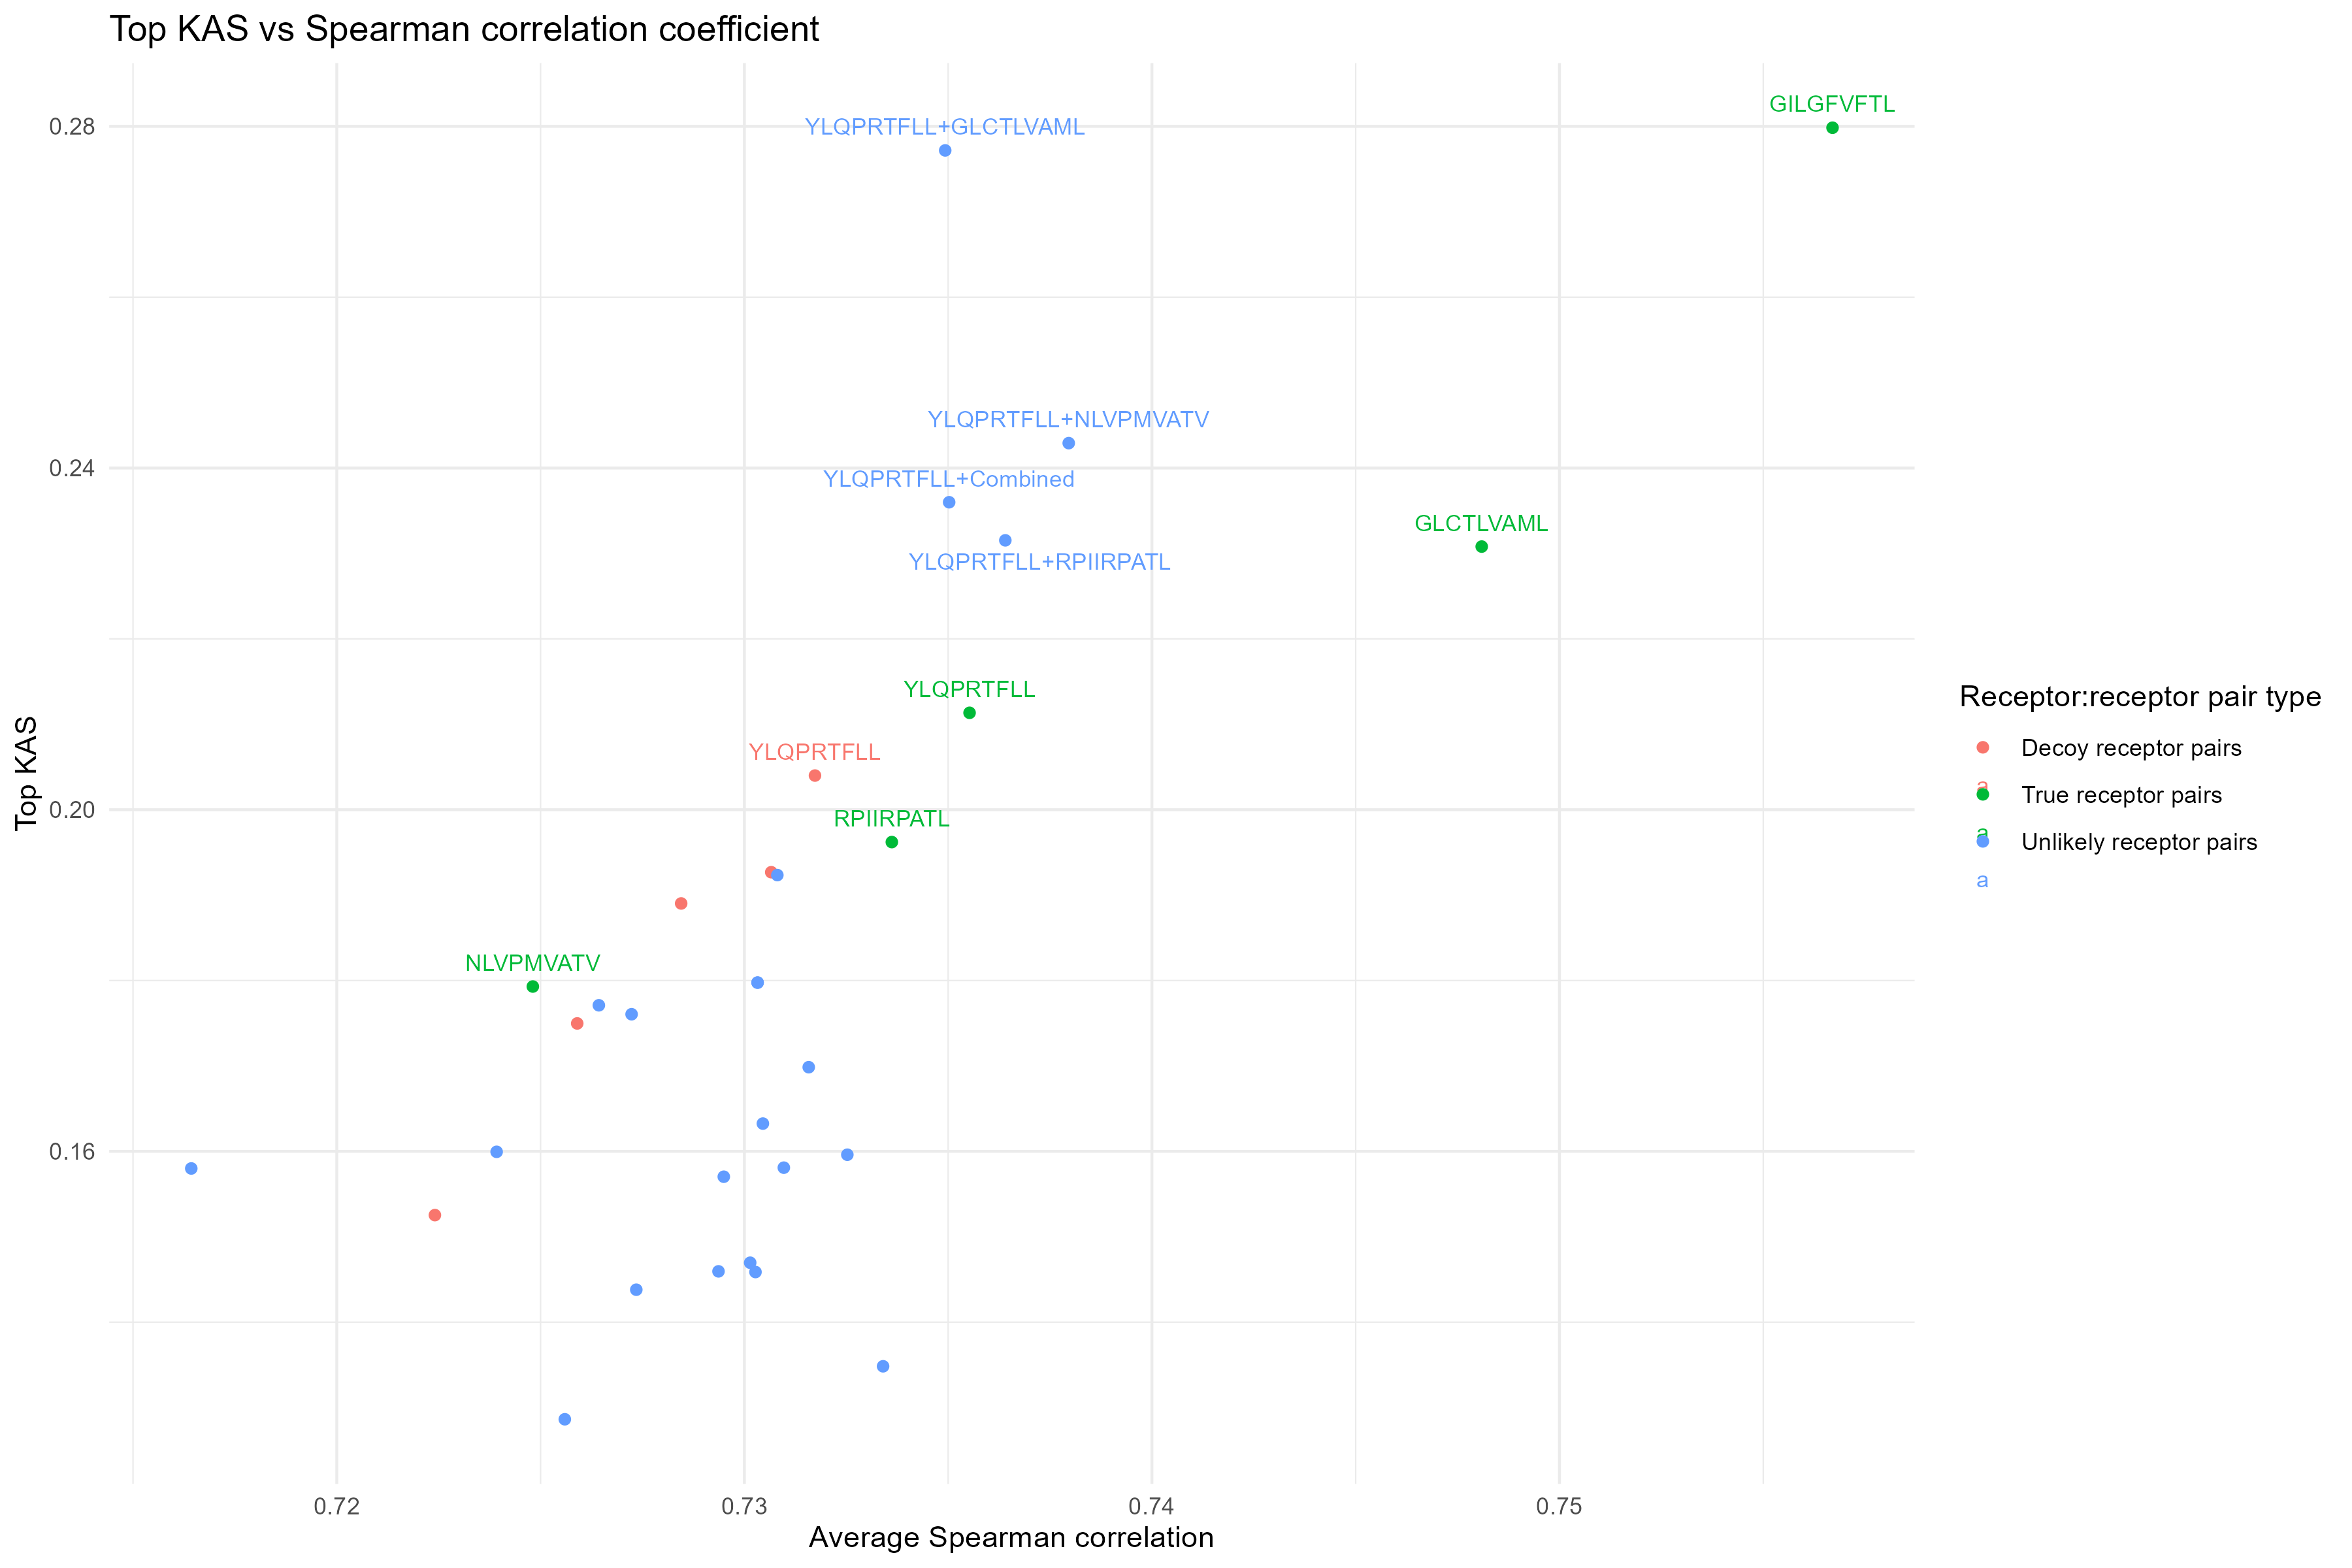 Top KAS vs Spearman correlation coefficient
GILGFVFTL
0.28
YLQPRTFLL+GLCTLVAML
YLQPRTFLL+NLVPMVATV
0.24
YLQPRTFLL+Combined
GLCTLVAML
YLQPRTFLL+RPIIRPATL
YLQPRTFLL
YLQPRTFLL
0.20
RPIIRPATL
NLVPMVATV
0.16
Top KAS
0.72
0.73
0.74
0.75
Average Spearman correlation
Receptor:receptor pair type
Decoy receptor pairs
a
True receptor pairs
a
Unlikely receptor pairs
a